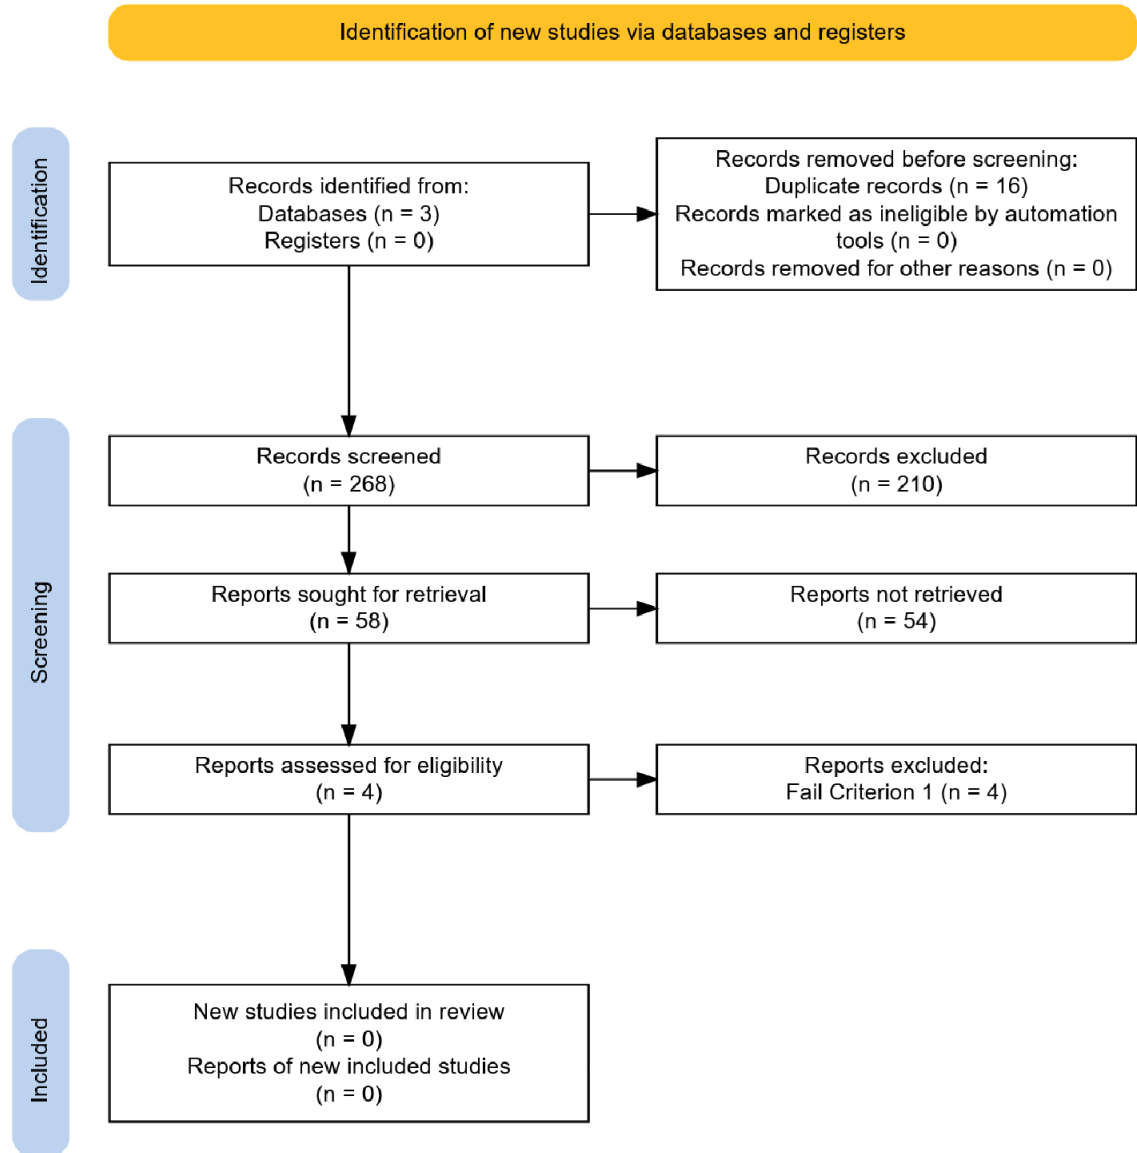 Identification of new studies via databases and registers
Identification
Records identified from:
Databases (n = 3)
Registers (n = 0)
Records removed before screening:
Duplicate records (n = 16)
Records marked as ineligible by automation
tools (n = 0)
Records removed for other reasons (n = 0)
Screening
Records screened
(n = 268)
Records excluded
(n = 210)
Reports sought for retrieval
(n = 58)
Reports not retrieved
(n = 54)
Reports assessed for eligibility
(n = 4)
Reports excluded:
Fail Criterion 1 (n = 4)
Included
New studies included in review
(n = 0)
Reports of new included studies
(n = 0)